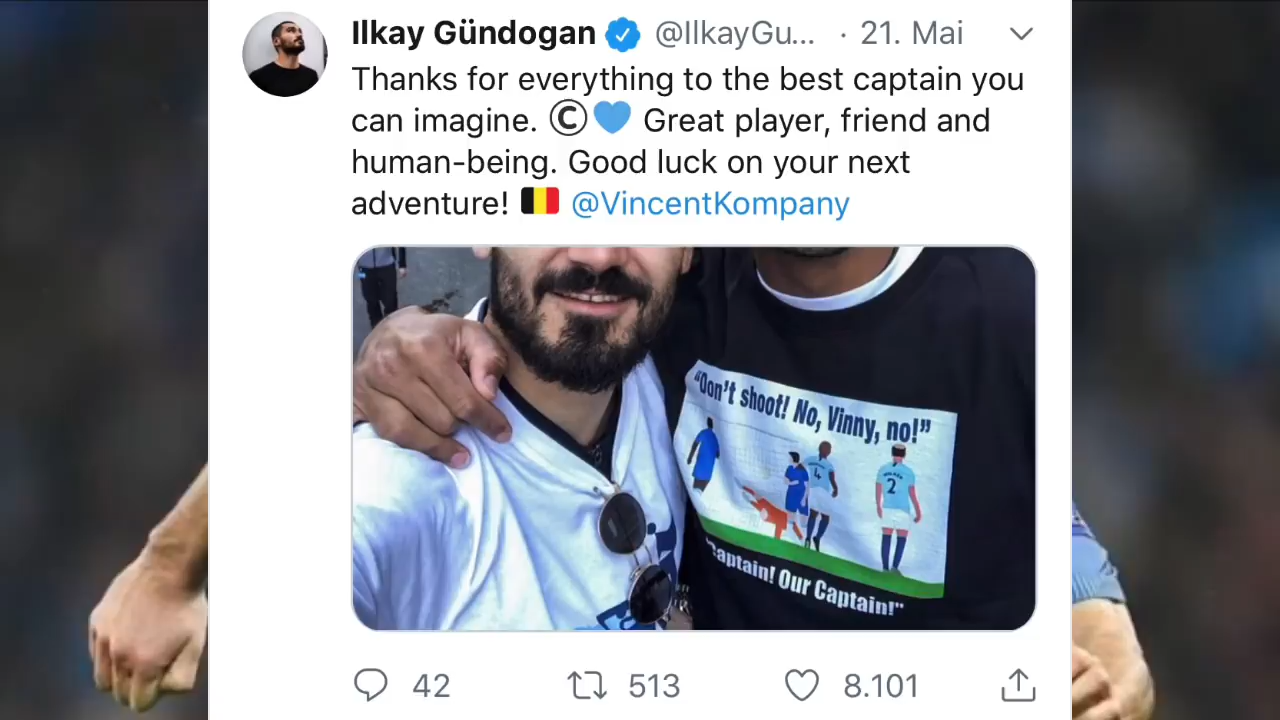 Ilkay Gündogan @IlkayGu... · 21. Mai
Thanks for everything to the best captain you
can imagine. ©💙 Great player, friend and
human-being. Good luck on your next
adventure! 🇧🇪 @VincentKompany
"Don't shoot! No, Vinny, no!"
4
2
Captain! Our Captain!"
42 513 8.101